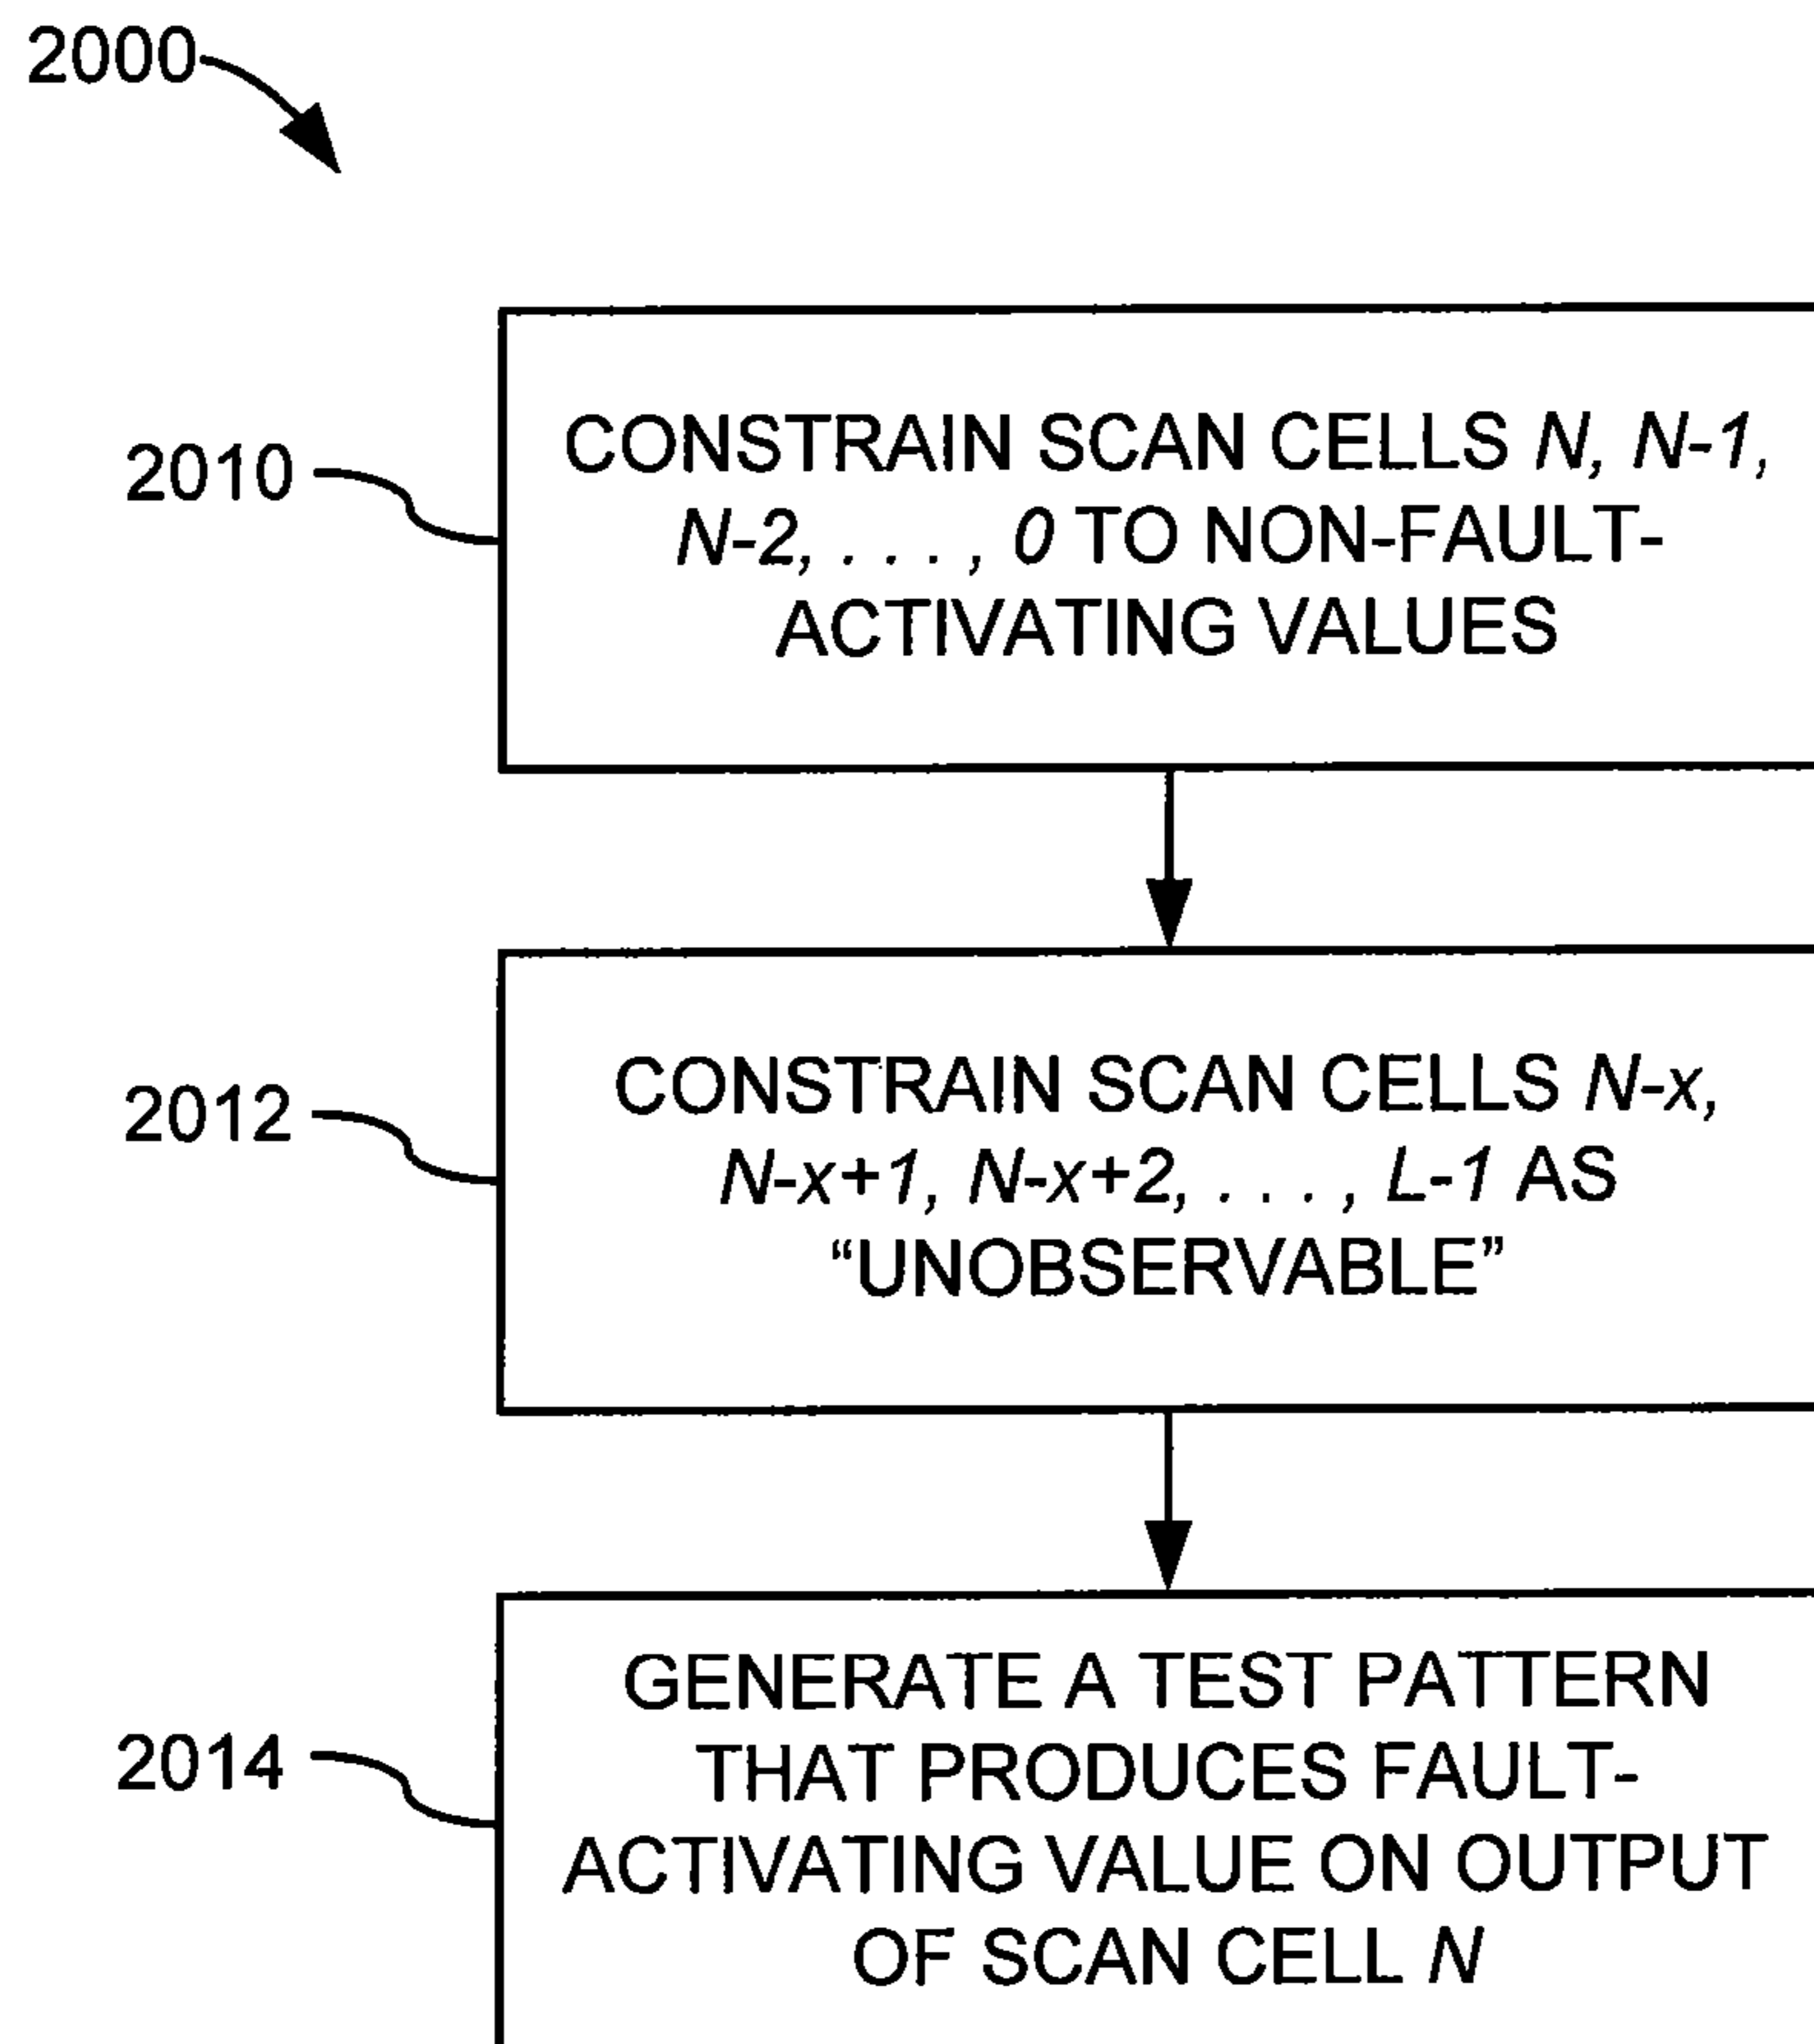 2000
2010
CONSTRAIN SCAN CELLS N, N-1,
N-2, . . . , 0 TO NON-FAULT-
ACTIVATING VALUES
2012
CONSTRAIN SCAN CELLS N-x,
N-x+1, N-x+2, . . . , L-1 AS
“UNOBSERVABLE”
2014
GENERATE A TEST PATTERN
THAT PRODUCES FAULT-
ACTIVATING VALUE ON OUTPUT
OF SCAN CELL N